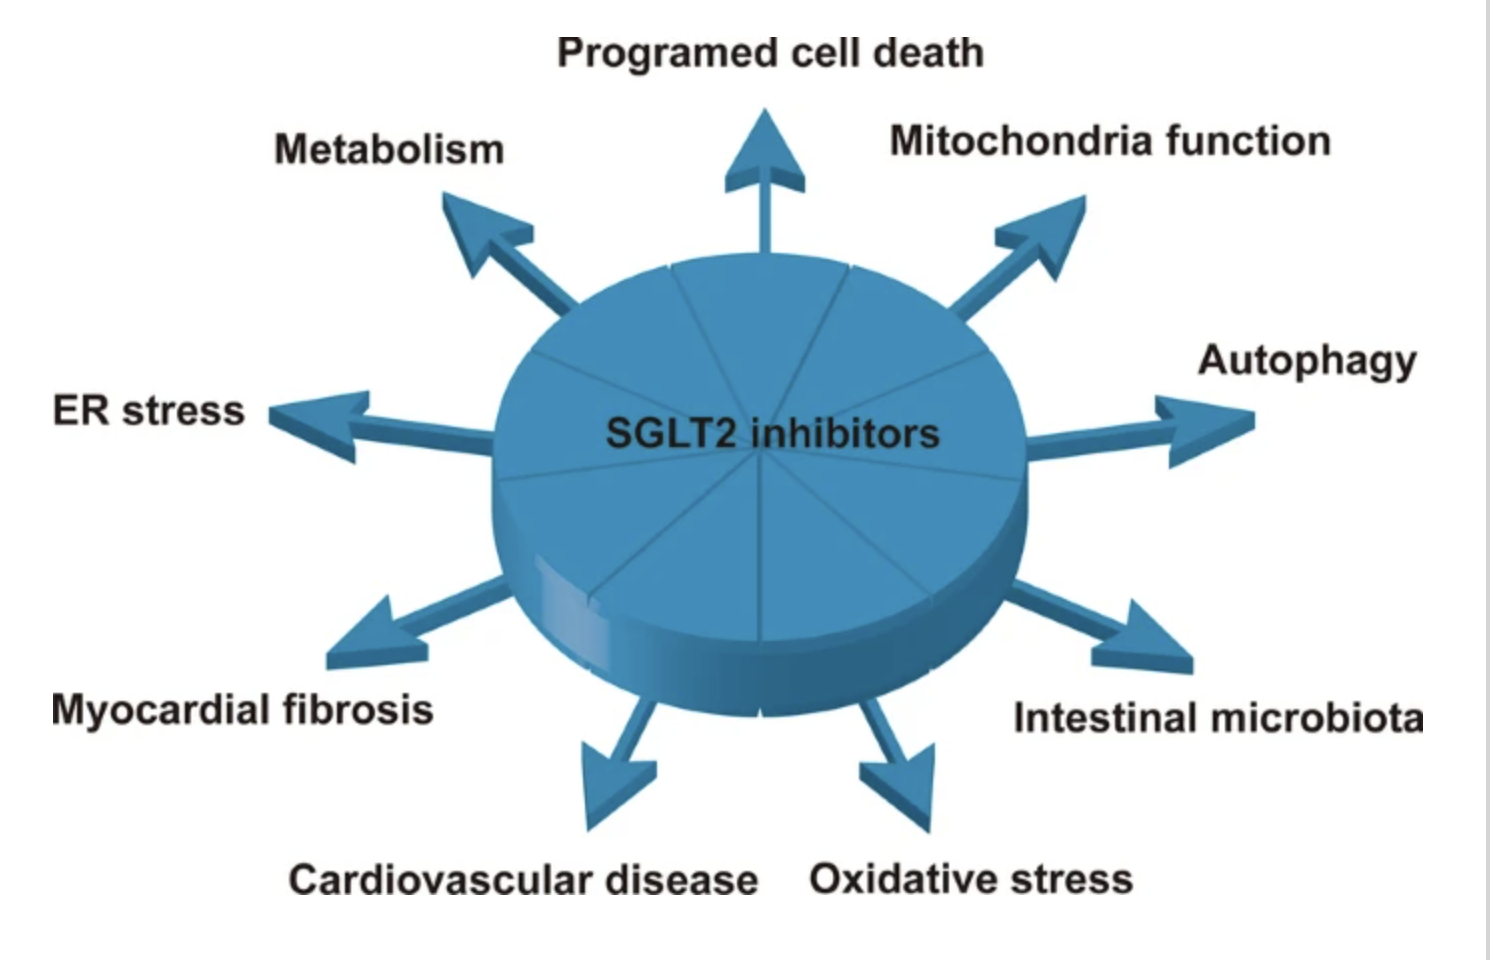 Programed cell death
Metabolism
Mitochondria function
Autophagy
ER stress
SGLT2 inhibitors
Myocardial fibrosis
Intestinal microbiota
Cardiovascular disease
Oxidative stress